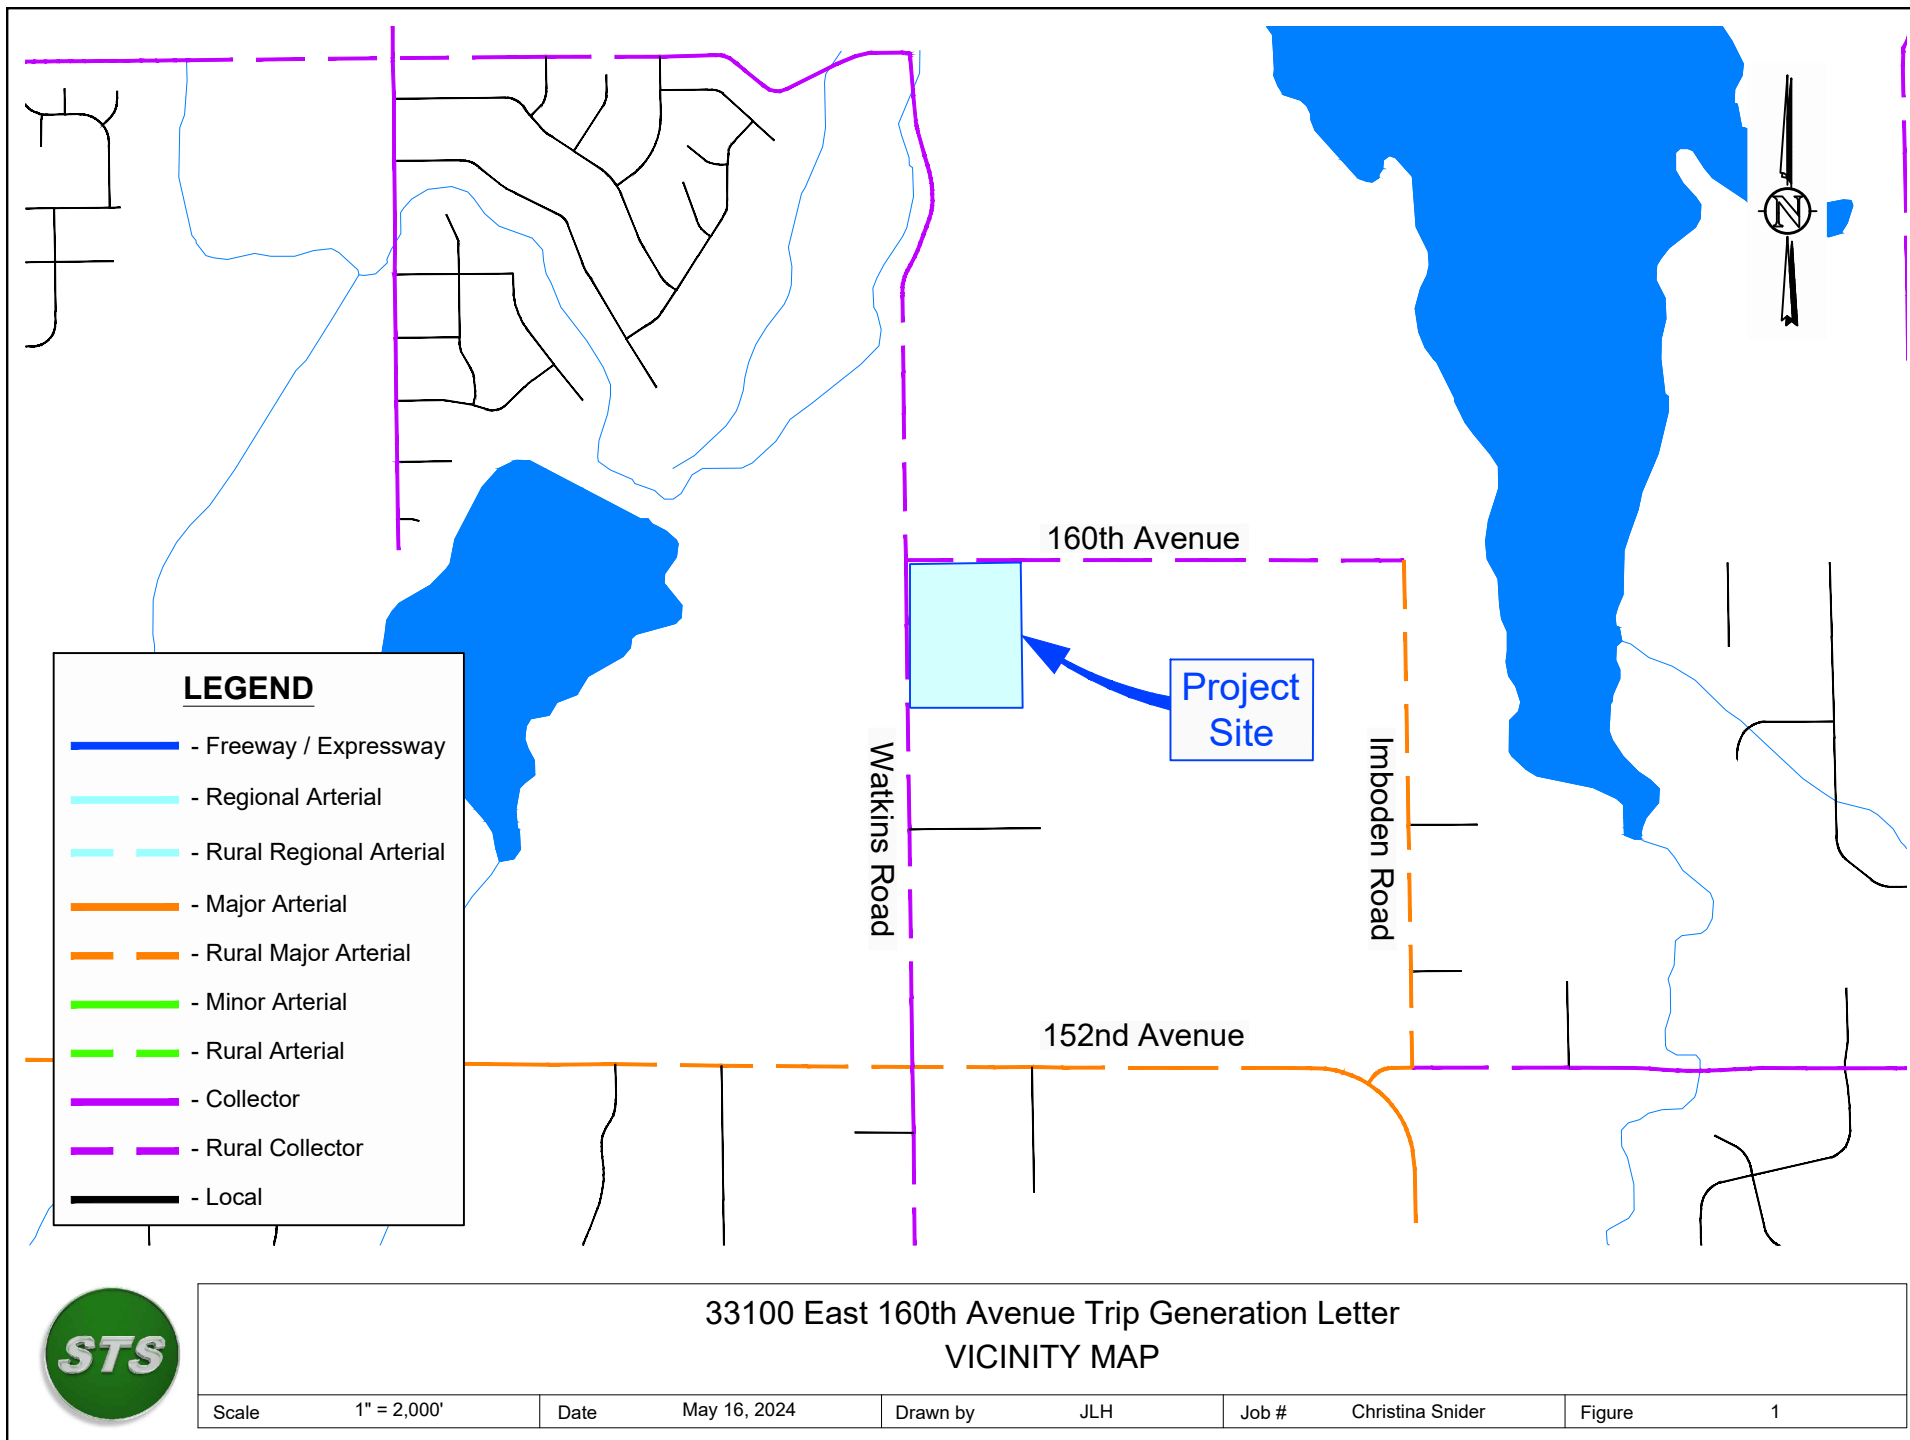 N
160th Avenue
Project
Site
Watkins Road
Imboden Road
152nd Avenue
LEGEND
- Freeway / Expressway
- Regional Arterial
- Rural Regional Arterial
- Major Arterial
- Rural Major Arterial
- Minor Arterial
- Rural Arterial
- Collector
- Rural Collector
- Local
STS
33100 East 160th Avenue Trip Generation Letter
VICINITY MAP
Scale 1" = 2,000' Date May 16, 2024 Drawn by JLH Job # Christina Snider Figure 1